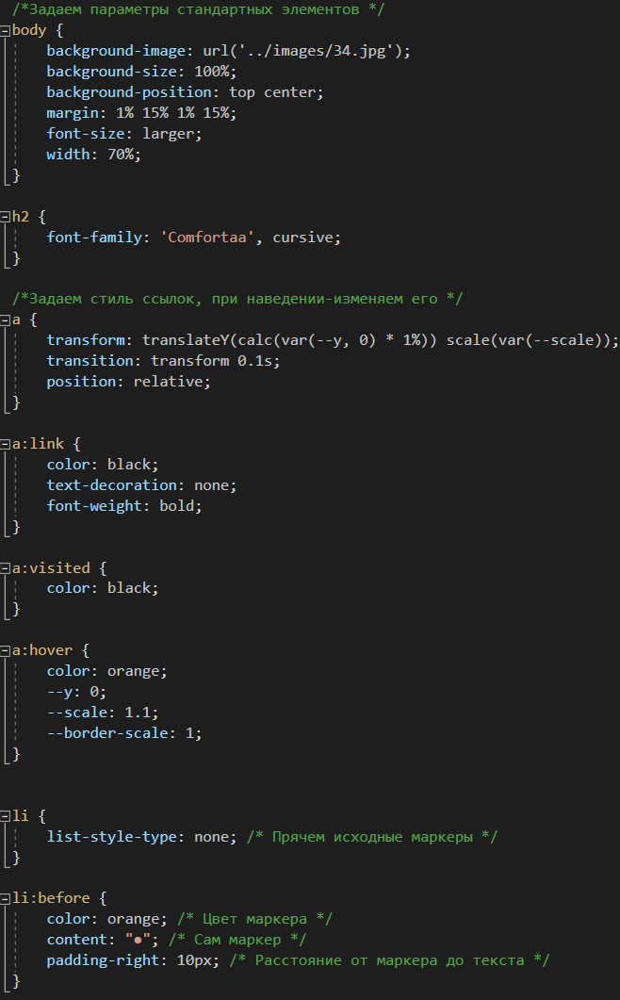 /*Задаем параметры стандартных элементов */
body {
background-image: url('../images/34.jpg');
background-size: 100%;
background-position: top center;
margin: 1% 15% 1% 15%;
font-size: larger;
width: 70%;
}
h2 {
font-family: 'Comfortaa', cursive;
}
/*Задаем стиль ссылок, при наведении-изменяем его */
a {
transform: translateY(calc(var(--y, 0) * 1%)) scale(var(--scale));
transition: transform 0.1s;
position: relative;
}
a:link {
color: black;
text-decoration: none;
font-weight: bold;
}
a:visited {
color: black;
}
a:hover {
color: orange;
--y: 0;
--scale: 1.1;
--border-scale: 1;
}
li {
list-style-type: none; /* Прячем исходные маркеры */
}
li:before {
color: orange; /* Цвет маркера */
content: "●"; /* Сам маркер */
padding-right: 10px; /* Расстояние от маркера до текста */
}